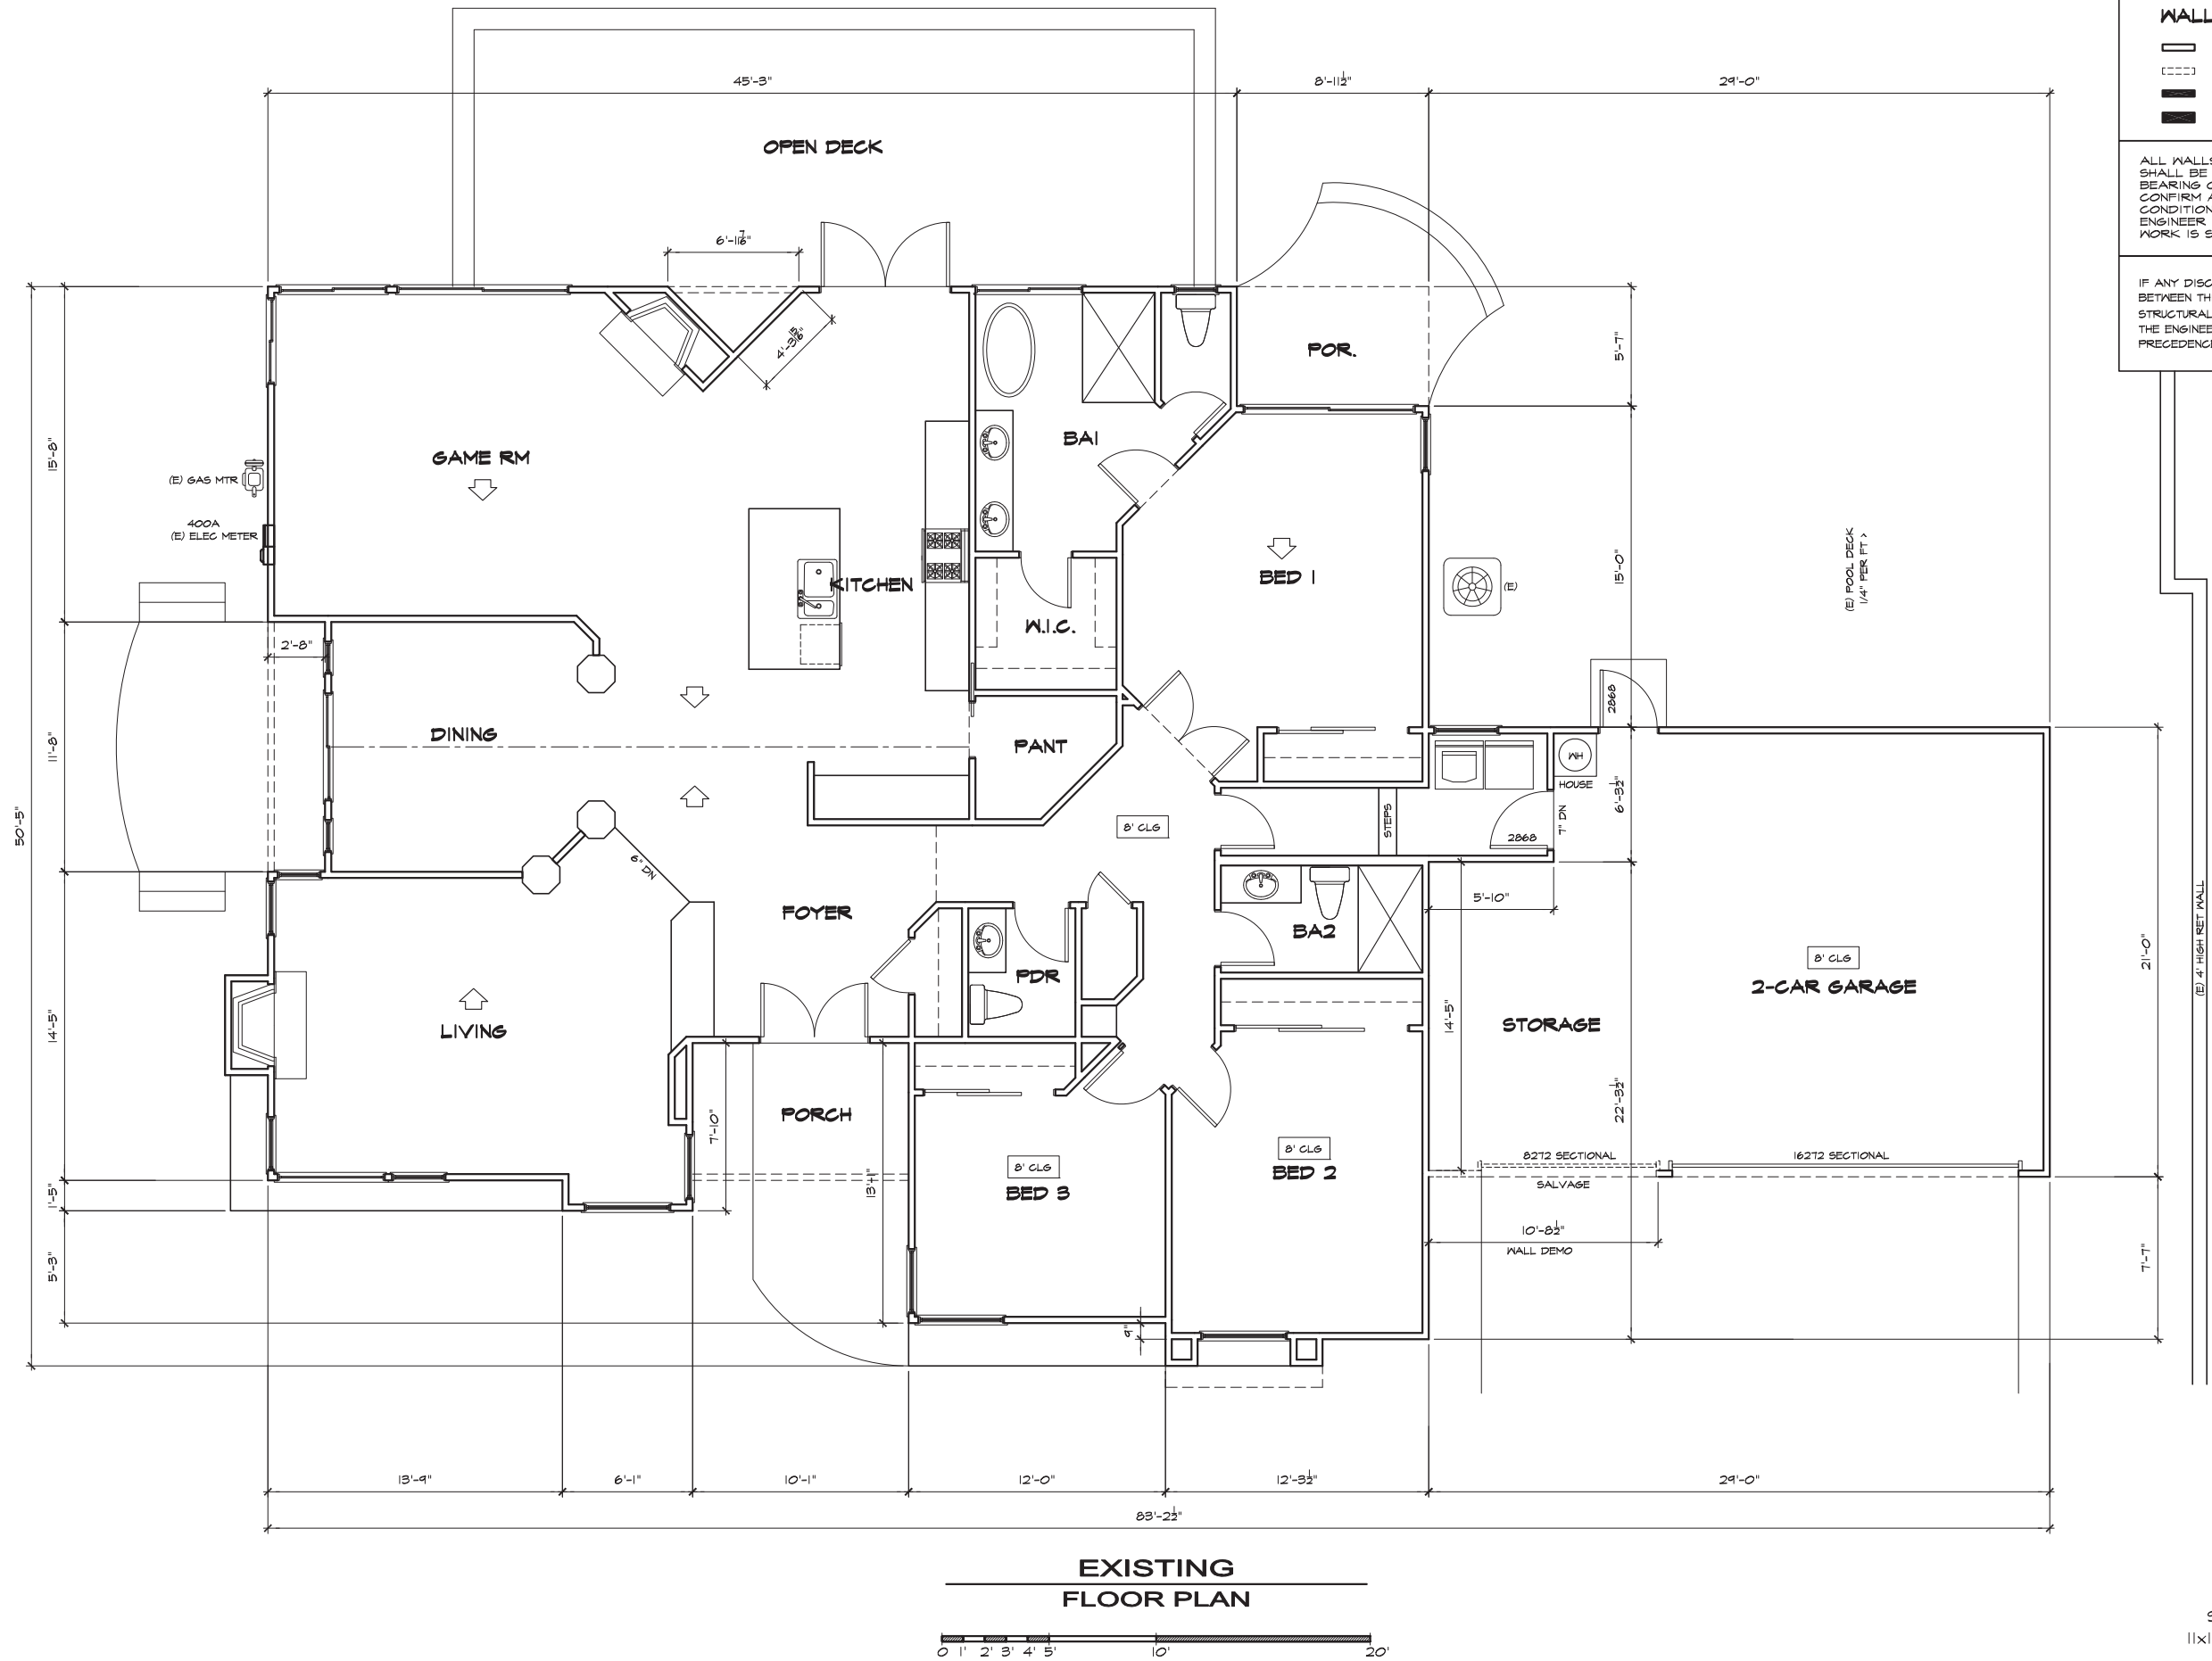 WALL
45'-3"
8'-11½"
29'-0"
OPEN DECK
ALL WALLS
SHALL BE
BEARING
CONFIRM
CONDITION
ENGINEER
WORK IS
6'-11⁷⁄₁₆"
IF ANY DISC
BETWEEN TH
STRUCTURAL
THE ENGINEE
PRECEDENC
4'-3¹⁵⁄₁₆"
POR.
5'-7"
15'-8"
GAME RM
BA1
(E) GAS MTR
400A
(E) ELEC METER
KITCHEN
BED 1
15'-0"
(E)
(E) POOL DECK
1/4" PER FT >
2'-8"
W.I.C.
2868
DINING
PANT
11'-8"
WH
HOUSE
6'-3½"
50'-5"
8' CLG
STEPS
7" DN
2868
6" DN
FOYER
5'-10"
BA2
(E) 4' HIGH RET WALL
PDR
8' CLG
2-CAR GARAGE
21'-0"
LIVING
14'-5"
14'-5"
STORAGE
22'-3½"
PORCH
7'-10"
13'-1"
8' CLG
BED 3
8' CLG
BED 2
8272 SECTIONAL
16272 SECTIONAL
SALVAGE
1'-5"
10'-8½"
WALL DEMO
5'-3"
7'-7"
9"
13'-9"
6'-1"
10'-1"
12'-0"
12'-3½"
29'-0"
83'-2½"
EXISTING
FLOOR PLAN
0 1' 2' 3' 4' 5' 10' 20'
11x1